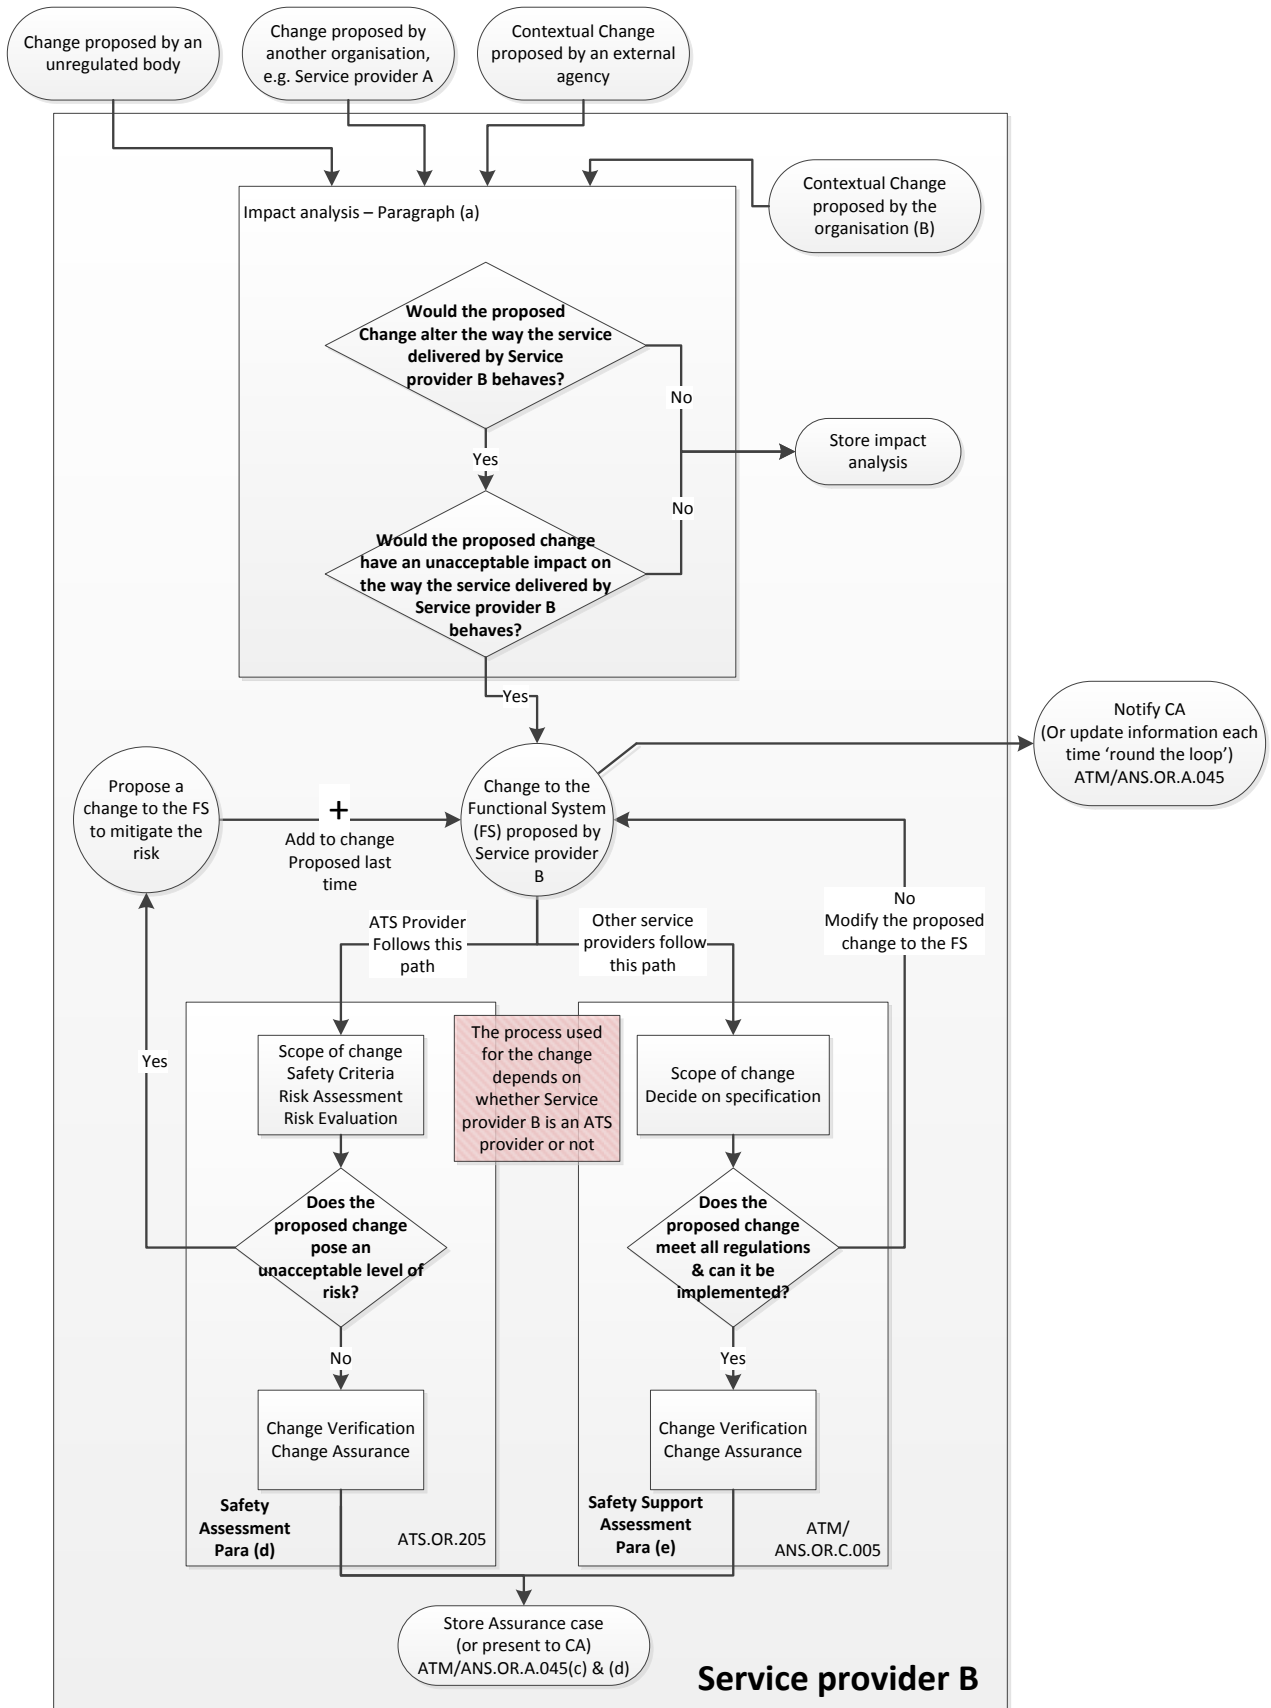 Change proposed by an
unregulated body
Change proposed by
another organisation,
e.g. Service provider A
Contextual Change
proposed by an external
agency
Contextual Change
proposed by the
organisation (B)
Impact analysis – Paragraph (a)
Would the proposed
Change alter the way the service
delivered by Service
provider B behaves?
No
Yes
Store impact
analysis
No
Would the proposed change
have an unacceptable impact on
the way the service delivered by
Service provider B
behaves?
Yes
Notify CA
(Or update information each
time ‘round the loop’)
ATM/ANS.OR.A.045
Propose a
change to the FS
to mitigate the
risk
+
Add to change
Proposed last
time
Change to the
Functional System
(FS) proposed by
Service provider
B
No
Modify the proposed
change to the FS
ATS Provider
Follows this
path
Other service
providers follow
this path
Yes
Scope of change
Safety Criteria
Risk Assessment
Risk Evaluation
The process used
for the change
depends on
whether Service
provider B is an ATS
provider or not
Scope of change
Decide on specification
Does the
proposed change
pose an
unacceptable level of
risk?
Does the
proposed change
meet all regulations
& can it be
implemented?
No
Yes
Change Verification
Change Assurance
Change Verification
Change Assurance
Safety
Assessment
Para (d)
ATS.OR.205
Safety Support
Assessment
Para (e)
ATM/
ANS.OR.C.005
Store Assurance case
(or present to CA)
ATM/ANS.OR.A.045(c) & (d)
Service provider B